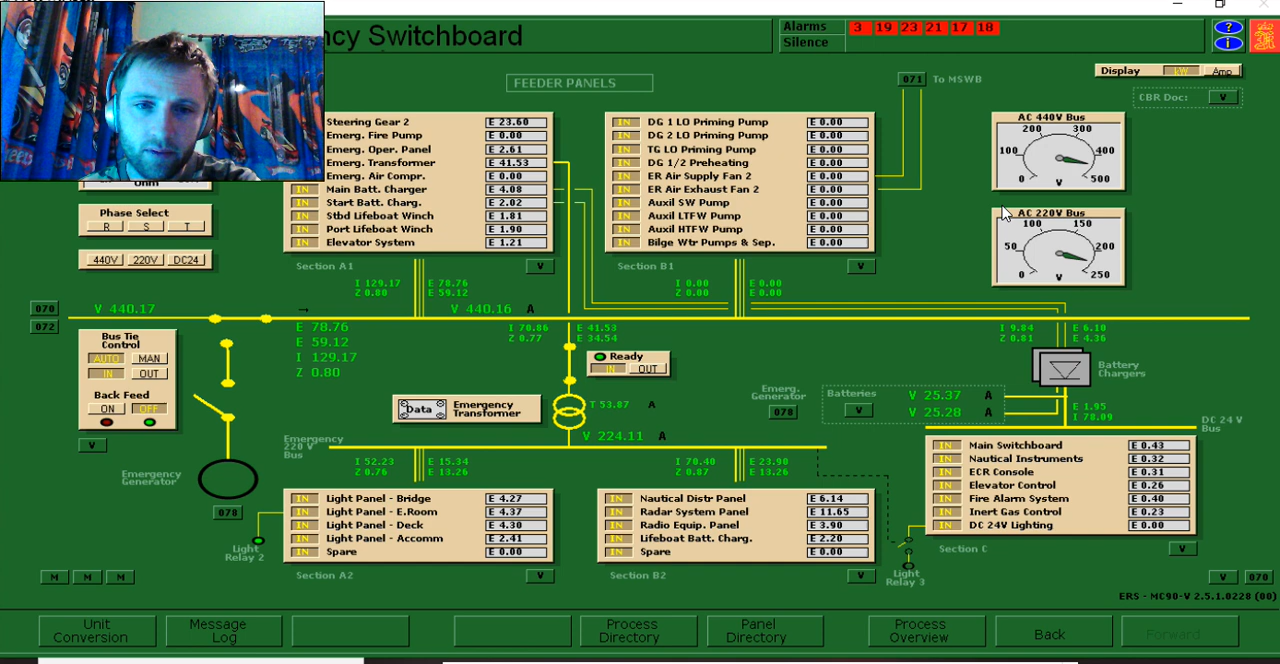 ncy Switchboard
Alarms 3 19 23 21 17 18
Silence
?
i
FEEDER PANELS
071 To MSWB
Display kW Amp
CBR Doc: V
Steering Gear 2 E 23.60
Emerg. Fire Pump E 0.00
Emerg. Oper. Panel E 2.61
Emerg. Transformer E 41.53
Emerg. Air Compr. E 0.00
IN Main Batt. Charger E 4.08
IN Start Batt. Charg. E 2.02
IN Stbd Lifeboat Winch E 1.81
IN Port Lifeboat Winch E 1.90
IN Elevator System E 1.21
Section A1 V
IN DG 1 LO Priming Pump E 0.00
IN DG 2 LO Priming Pump E 0.00
IN TG LO Priming Pump E 0.00
IN DG 1/2 Preheating E 0.00
IN ER Air Supply Fan 2 E 0.00
IN ER Air Exhaust Fan 2 E 0.00
IN Auxil SW Pump E 0.00
IN Auxil LTFW Pump E 0.00
IN Auxil HTFW Pump E 0.00
IN Bilge Wtr Pumps & Sep. E 0.00
Section B1 V
AC 440V Bus
0 100 200 300 400 500
V
AC 220V Bus
0 50 100 150 200 250
V
Ohm
Phase Select
R S T
440V 220V DC24
I 129.17 E 78.76
Z 0.80 E 59.12
I 0.00 E 0.00
Z 0.00 E 0.00
070
072
V 440.17
→
V 440.16 A
E 78.76
E 59.12
I 129.17
Z 0.80
I 70.86 E 41.53
Z 0.77 E 34.54
I 9.84 E 6.10
Z 0.81 E 4.36
Bus Tie
Control
AUTO MAN
IN OUT
Back Feed
ON OFF
V
Ready
IN OUT
Battery
Chargers
Data Emergency
Transformer
T 53.87 A
Emerg.
Generator
078
Batteries
V
V 25.37 A
V 25.28 A
E 1.95
I 78.09
DC 24 V
Bus
V 224.11 A
Emergency
220 V
Bus
I 52.23 E 15.34
Z 0.76 E 13.26
I 70.40 E 23.90
Z 0.87 E 13.26
Emergency
Generator
078
Light
Relay 2
IN Light Panel - Bridge E 4.27
IN Light Panel - E.Room E 4.37
IN Light Panel - Deck E 4.30
IN Light Panel - Accomm E 2.41
IN Spare E 0.00
Section A2 V
IN Nautical Distr Panel E 6.14
IN Radar System Panel E 11.65
IN Radio Equip. Panel E 3.90
IN Lifeboat Batt. Charg. E 2.20
IN Spare E 0.00
Section B2 V
Light
Relay 3
IN Main Switchboard E 0.43
IN Nautical Instruments E 0.32
IN ECR Console E 0.31
IN Elevator Control E 0.26
IN Fire Alarm System E 0.40
IN Inert Gas Control E 0.23
IN DC 24V Lighting E 0.00
Section C V
M M M
V 070
ERS - MC90-V 2.5.1.0228 (00)
Unit
Conversion
Message
Log
Process
Directory
Panel
Directory
Process
Overview
Back
Forward